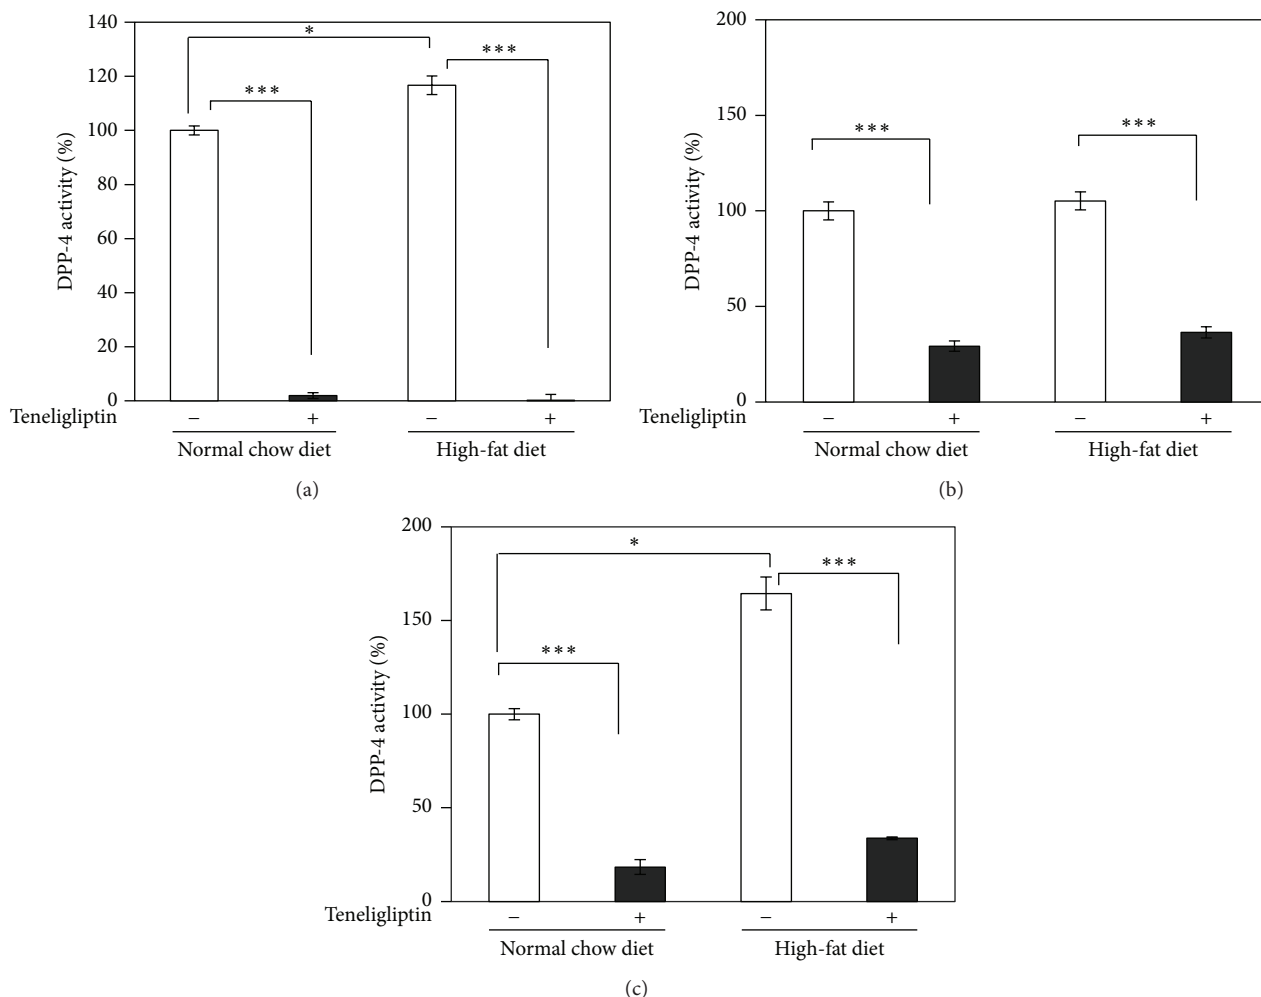 140
120
100
80
60
40
20
0
DPP-4 activity (%)
*
***
***
Teneligliptin − + − +
Normal chow diet High-fat diet
(a)
200
150
100
50
0
DPP-4 activity (%)
***
***
Teneligliptin − + − +
Normal chow diet High-fat diet
(b)
200
150
100
50
0
DPP-4 activity (%)
*
***
***
Teneligliptin − + − +
Normal chow diet High-fat diet
(c)